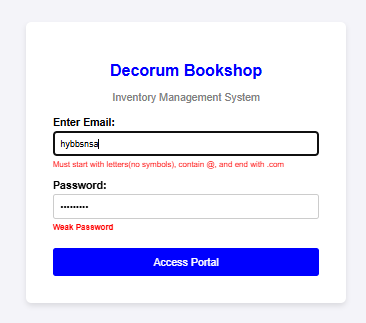 Decorum Bookshop
Inventory Management System
Enter Email:
hybbsnsa
Must start with letters(no symbols), contain @, and end with .com
Password:
•••••••••
Weak Password
Access Portal